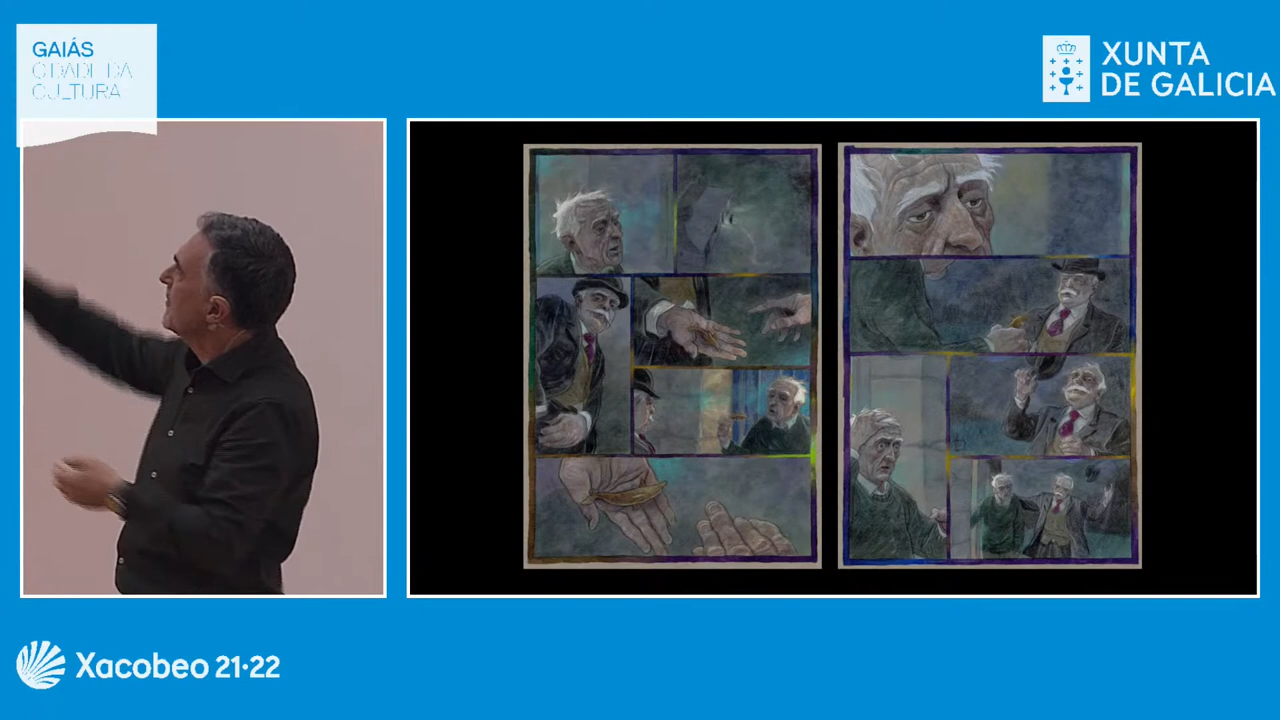 GAIÁS
CIDADE DA
CULTURA
XUNTA
DE GALICIA
Xacobeo 21·22